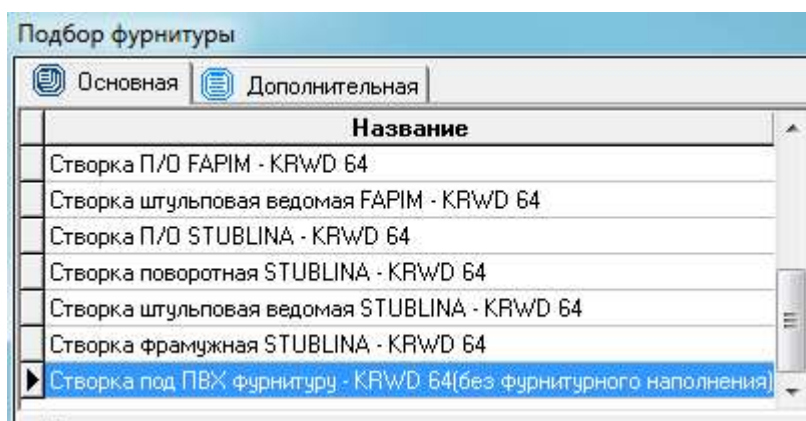 Подбор фурнитуры
Основная Дополнительная
Название
Створка П/О FAPIM - KRWD 64
Створка штульповая ведомая FAPIM - KRWD 64
Створка П/О STUBLINA - KRWD 64
Створка поворотная STUBLINA - KRWD 64
Створка штульповая ведомая STUBLINA - KRWD 64
Створка фрамужная STUBLINA - KRWD 64
Створка под ПВХ фурнитуру - KRWD 64(без фурнитурного наполнения)